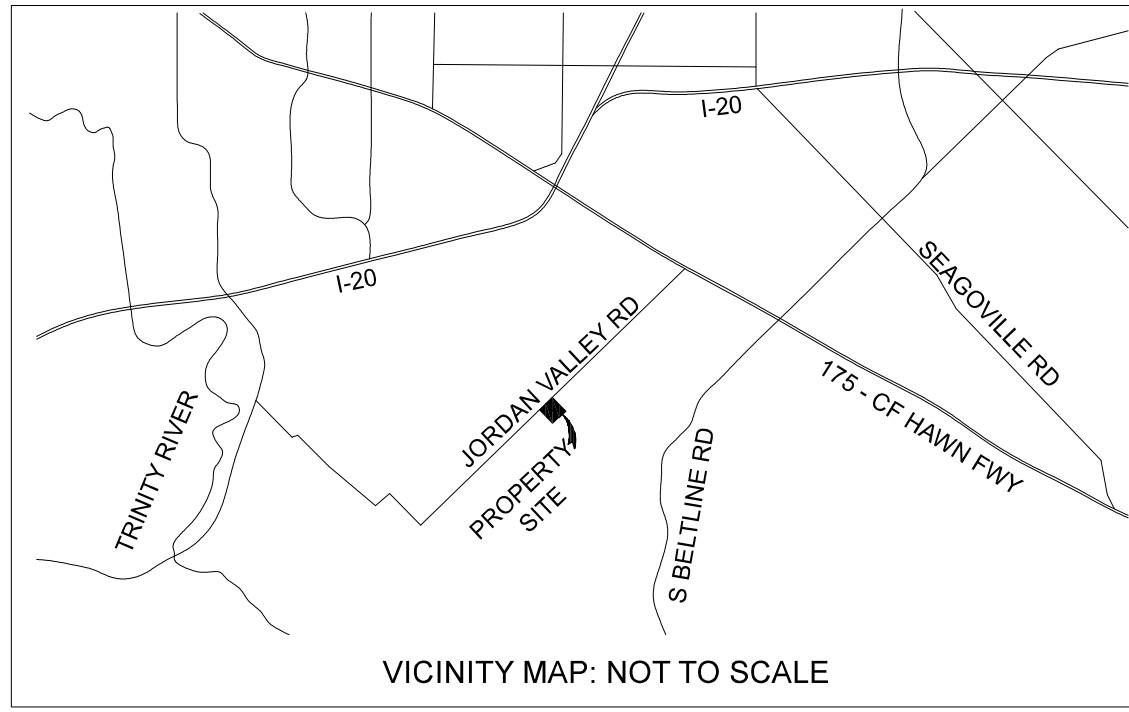 I-20
I-20
SEAGOVILLE RD
JORDAN VALLEY RD
175 - CF HAWN FWY
TRINITY RIVER
PROPERTY
SITE
S BELTLINE RD
VICINITY MAP: NOT TO SCALE